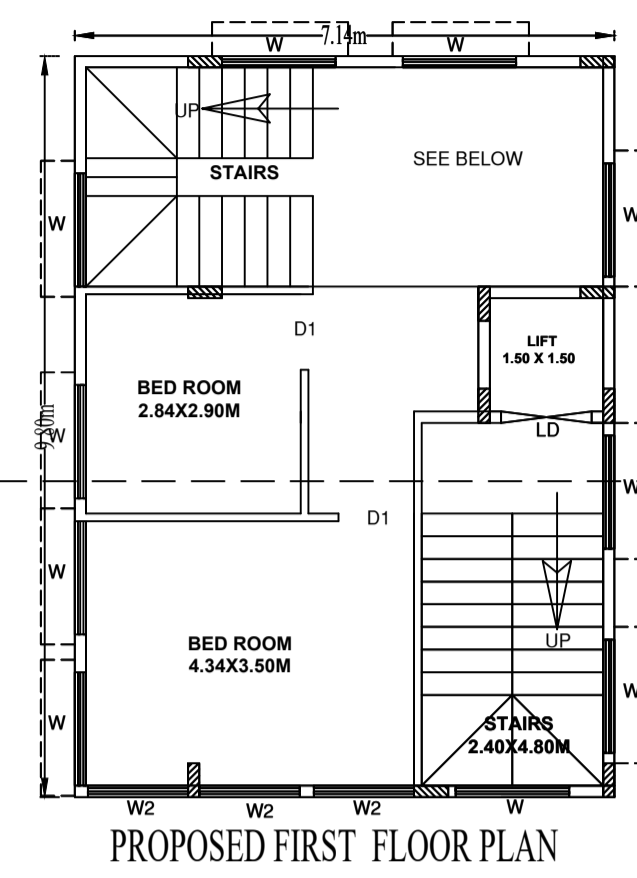 7.14m
W
W
UP
STAIRS
SEE BELOW
W
W
D1
LIFT
1.50 X 1.50
BED ROOM
2.84X2.90M
9.80m
W
LD
D1
W
W
BED ROOM
4.34X3.50M
UP
W
W
STAIRS
2.40X4.80M
W2
W2
W2
W
PROPOSED FIRST FLOOR PLAN